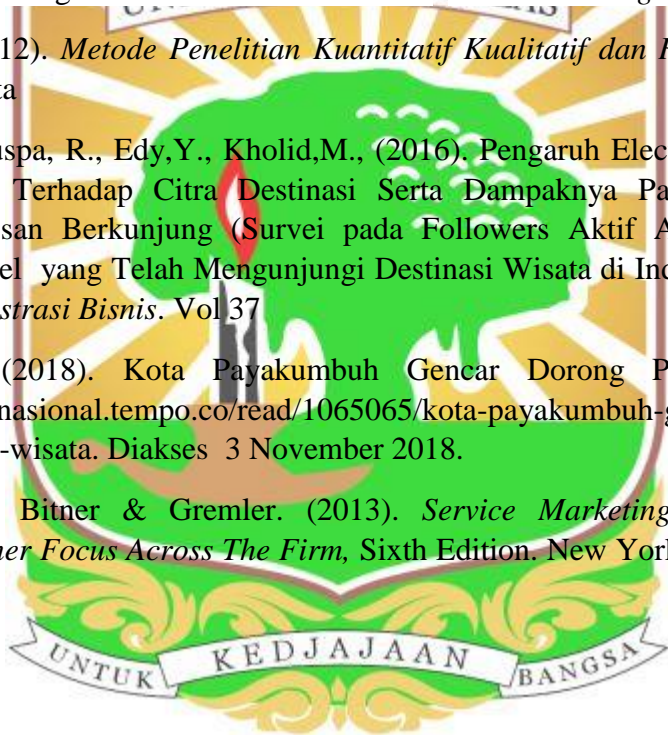 12). Metode Penelitian Kuantitatif Kualitatif dan
ta
spa, R., Edy,Y., Kholid,M., (2016). Pengaruh Elec
Terhadap Citra Destinasi Serta Dampaknya Pa
san Berkunjung (Survei pada Followers Aktif A
el yang Telah Mengunjungi Destinasi Wisata di Ind
strasi Bisnis. Vol 37
(2018). Kota Payakumbuh Gencar Dorong P
nasional.tempo.co/read/1065065/kota-payakumbuh-g
-wisata. Diakses 3 November 2018.
Bitner & Gremler. (2013). Service Marketing
er Focus Across The Firm, Sixth Edition. New York
UNTUK KEDJAJAAN BANGSA